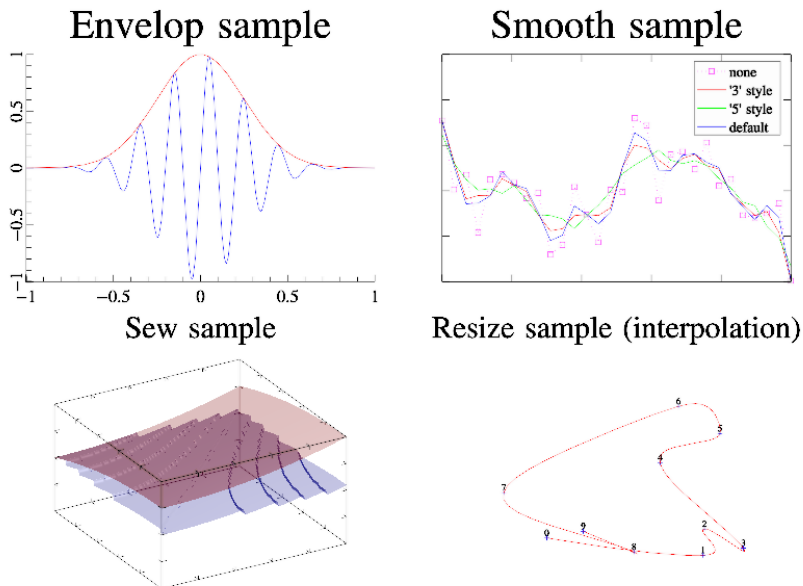 Envelop sample
Smooth sample
1
0.5
0
−0.5
−1
−1
−0.5
0
0.5
1
none
'3' style
'5' style
default
Sew sample
Resize sample (interpolation)
6
5
4
7
9
0
8
2
1
3